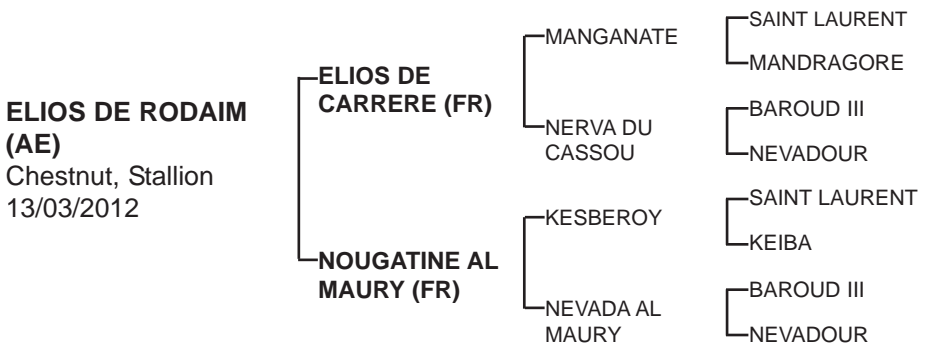 ELIOS DE RODAIM
(AE)
Chestnut, Stallion
13/03/2012
ELIOS DE
CARRERE (FR)
NOUGATINE AL
MAURY (FR)
MANGANATE
NERVA DU
CASSOU
KESBEROY
NEVADA AL
MAURY
SAINT LAURENT
MANDRAGORE
BAROUD III
NEVADOUR
SAINT LAURENT
KEIBA
BAROUD III
NEVADOUR